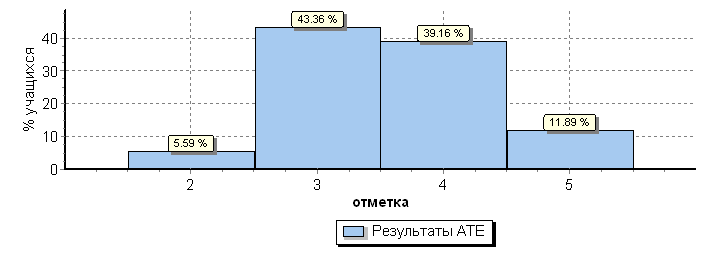 43.36 %
39.16 %
11.89 %
5.59 %
% учащихся
40
30
20
10
0
2 3 4 5
отметка
Результаты АТЕ